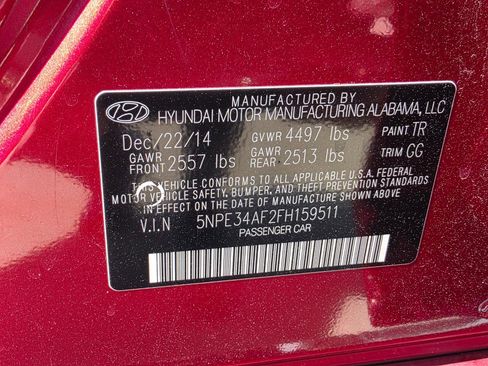 MANUFACTURED BY
HYUNDAI MOTOR MANUFACTURING ALABAMA, LLC
Dec/22/14 GVWR 4497 lbs PAINT TR
GAWR FRONT 2557 lbs GAWR REAR 2513 lbs TRIM GG
THIS VEHICLE CONFORMS TO ALL APPLICABLE U.S.A FEDERAL
MOTOR VEHICLE SAFETY, BUMPER, AND THEFT PREVENTION STANDARDS
IN EFFECT ON THE DATE OF MANUFACTURE SHOWN ABOVE.
V.I.N 5NPE34AF2FH159511
PASSENGER CAR